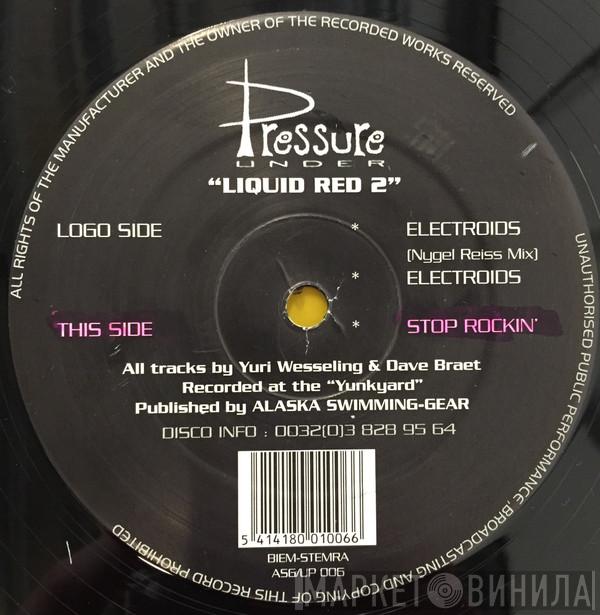 ALL RIGHTS OF THE MANUFACTURER AND THE OWNER OF THE RECORDED WORKS RESERVED
UNAUTHORISED PUBLIC PERFORMANCE, BROADCASTING AND COPYING OF THIS RECORD PROHIBITED
Pressure
UNDER
"LIQUID RED 2"
LOGO SIDE * ELECTROIDS
(Nygel Reiss Mix)
* ELECTROIDS
THIS SIDE * STOP ROCKIN'
All tracks by Yuri Wesseling & Dave Braet
Recorded at the "Yunkyard"
Published by ALASKA SWIMMING-GEAR
DISCO INFO : 0032(0)3 828 95 64
5 414180 010066
BIEM-STEMRA
ASG/UP 006
МАРКЕТОВИНИЛА